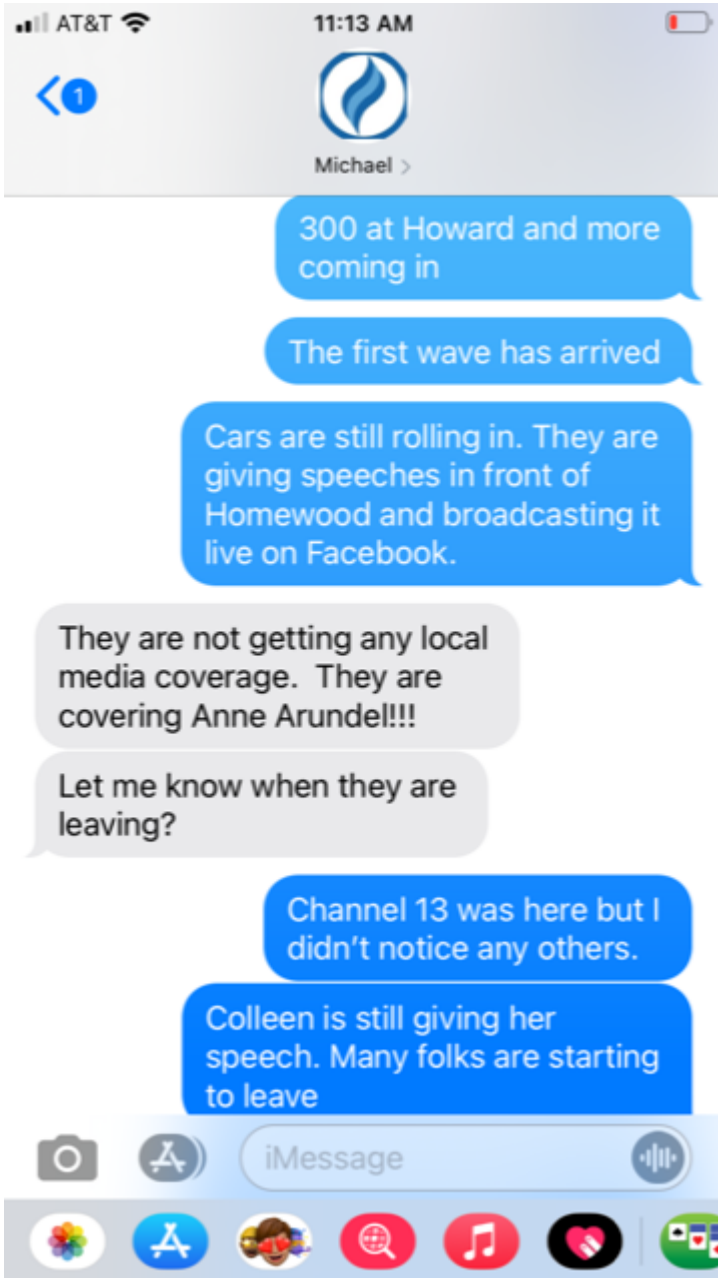 AT&T 11:13 AM
1
Michael >
300 at Howard and more
coming in
The first wave has arrived
Cars are still rolling in. They are
giving speeches in front of
Homewood and broadcasting it
live on Facebook.
They are not getting any local
media coverage.  They are
covering Anne Arundel!!!
Let me know when they are
leaving?
Channel 13 was here but I
didn’t notice any others.
Colleen is still giving her
speech. Many folks are starting
to leave
iMessage